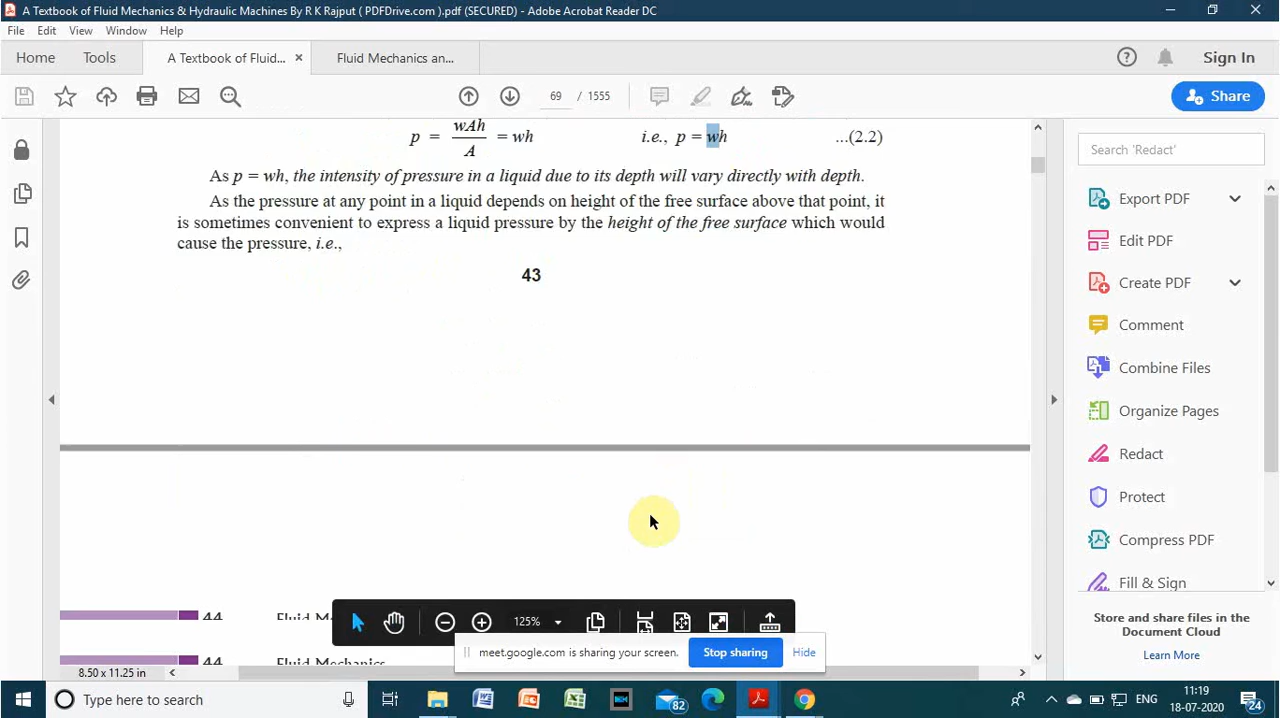 A Textbook of Fluid Mechanics & Hydraulic Machines By R K Rajput ( PDFDrive.com ).pdf (SECURED) - Adobe Acrobat Reader DC
File Edit View Window Help
Home Tools A Textbook of Fluid... × Fluid Mechanics an... Sign In
69 / 1555 Share
p = wAh / A = wh i.e., p = wh ...(2.2)
As p = wh, the intensity of pressure in a liquid due to its depth will vary directly with depth.
As the pressure at any point in a liquid depends on height of the free surface above that point, it
is sometimes convenient to express a liquid pressure by the height of the free surface which would
cause the pressure, i.e.,
43
44 Fluid Me
44 Fluid Mechanics
125%
meet.google.com is sharing your screen. Stop sharing Hide
8.50 x 11.25 in
Search 'Redact'
Export PDF
Edit PDF
Create PDF
Comment
Combine Files
Organize Pages
Redact
Protect
Compress PDF
Fill & Sign
Store and share files in the
Document Cloud
Learn More
Type here to search
82
ENG
11:19
18-07-2020
24